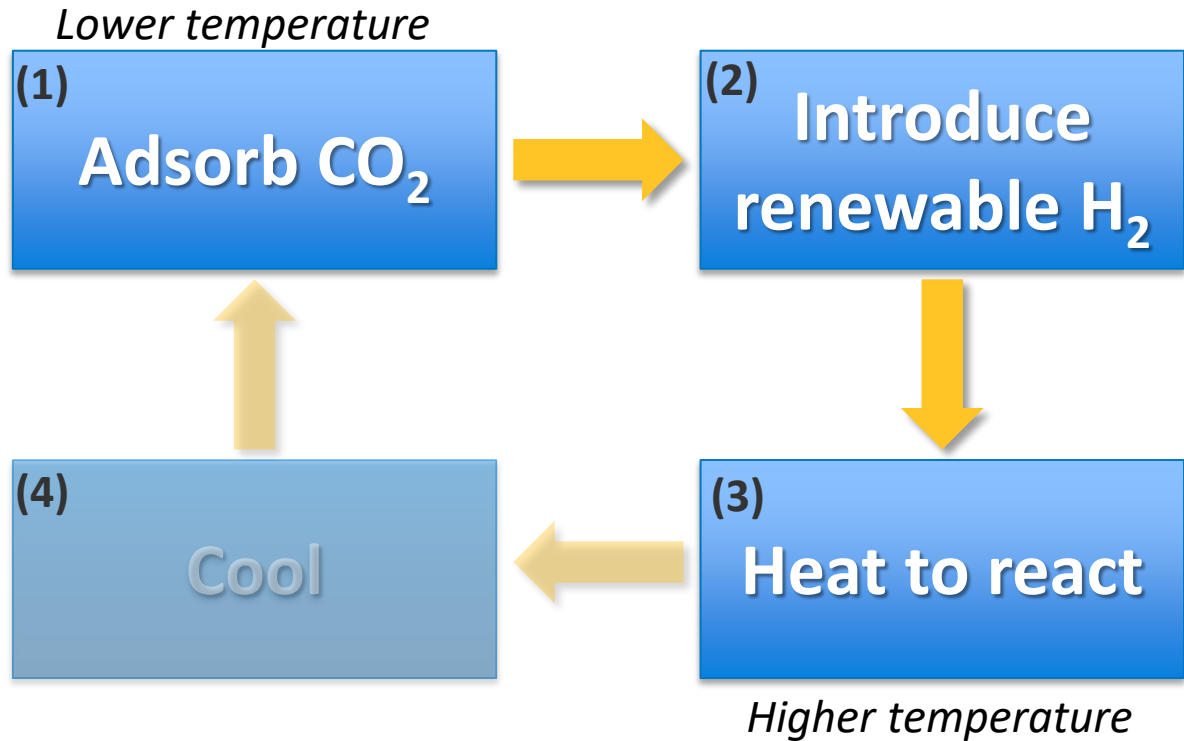 Lower temperature
(1)
Adsorb CO₂
(2)
Introduce
renewable H₂
(4)
Cool
(3)
Heat to react
Higher temperature